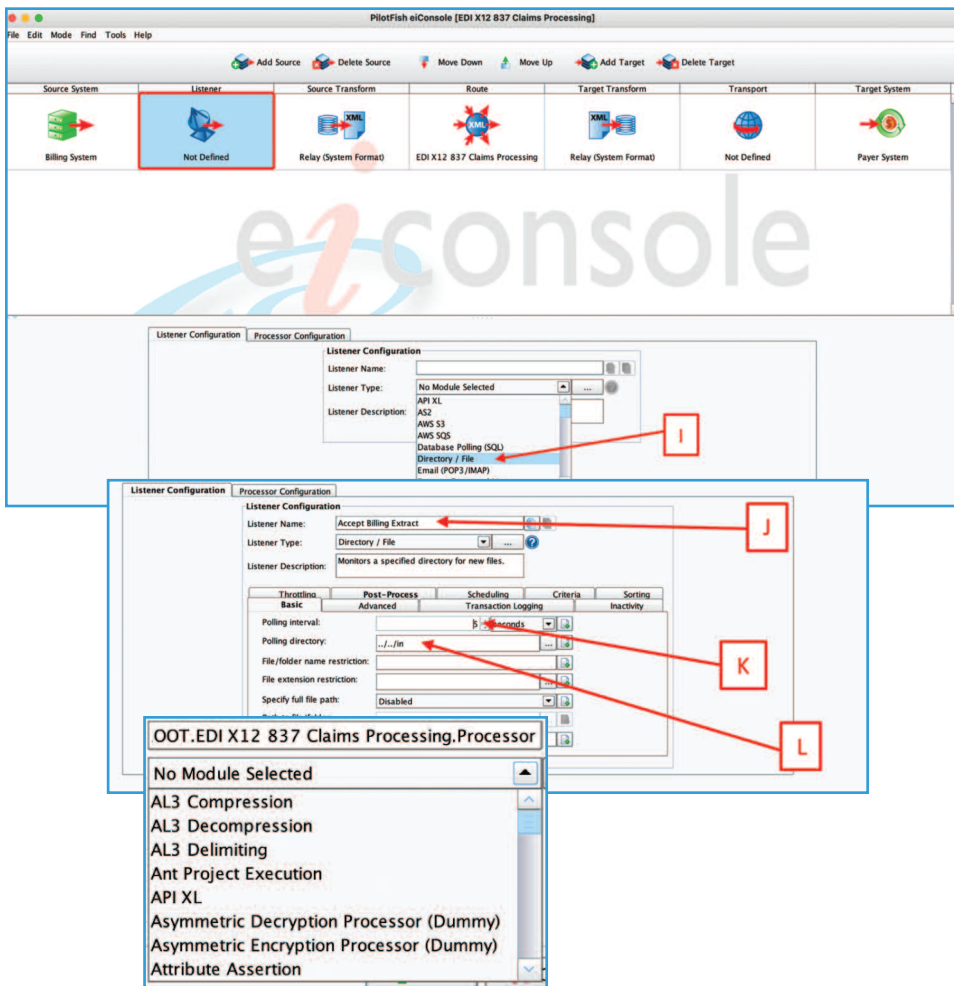 PilotFish eiConsole [EDI X12 837 Claims Processing]
File Edit Mode Find Tools Help
Add Source Delete Source Move Down Move Up Add Target Delete Target
Source System Listener Source Transform Route Target Transform Transport Target System
XML XML XML
Billing System Not Defined Relay (System Format) EDI X12 837 Claims Processing Relay (System Format) Not Defined Payer System
eiconsole
Listener Configuration Processor Configuration
Listener Configuration
Listener Name:
Listener Type: No Module Selected ...
API XL
Listener Description: AS2
AWS S3
AWS SQS
Database Polling (SQL)
Directory / File
Email (POP3/IMAP)
I
Listener Configuration Processor Configuration
Listener Configuration
Listener Name: Accept Billing Extract
J
Listener Type: Directory / File ... ?
Listener Description: Monitors a specified directory for new files.
Throttling Post-Process Scheduling Criteria Sorting
Basic Advanced Transaction Logging Inactivity
Polling interval: 5 Seconds
Polling directory: ../../in ...
K
File/folder name restriction:
File extension restriction: ...
Specify full file path: Disabled
L
OOT.EDI X12 837 Claims Processing.Processor
No Module Selected
AL3 Compression
AL3 Decompression
AL3 Delimiting
Ant Project Execution
API XL
Asymmetric Decryption Processor (Dummy)
Asymmetric Encryption Processor (Dummy)
Attribute Assertion